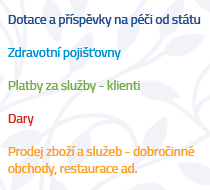 Dotace a příspěvky na péči od státu
Zdravotní pojišťovny
Platby za služby - klienti
Dary
Prodej zboží a služeb - dobročinné
obchody, restaurace ad.